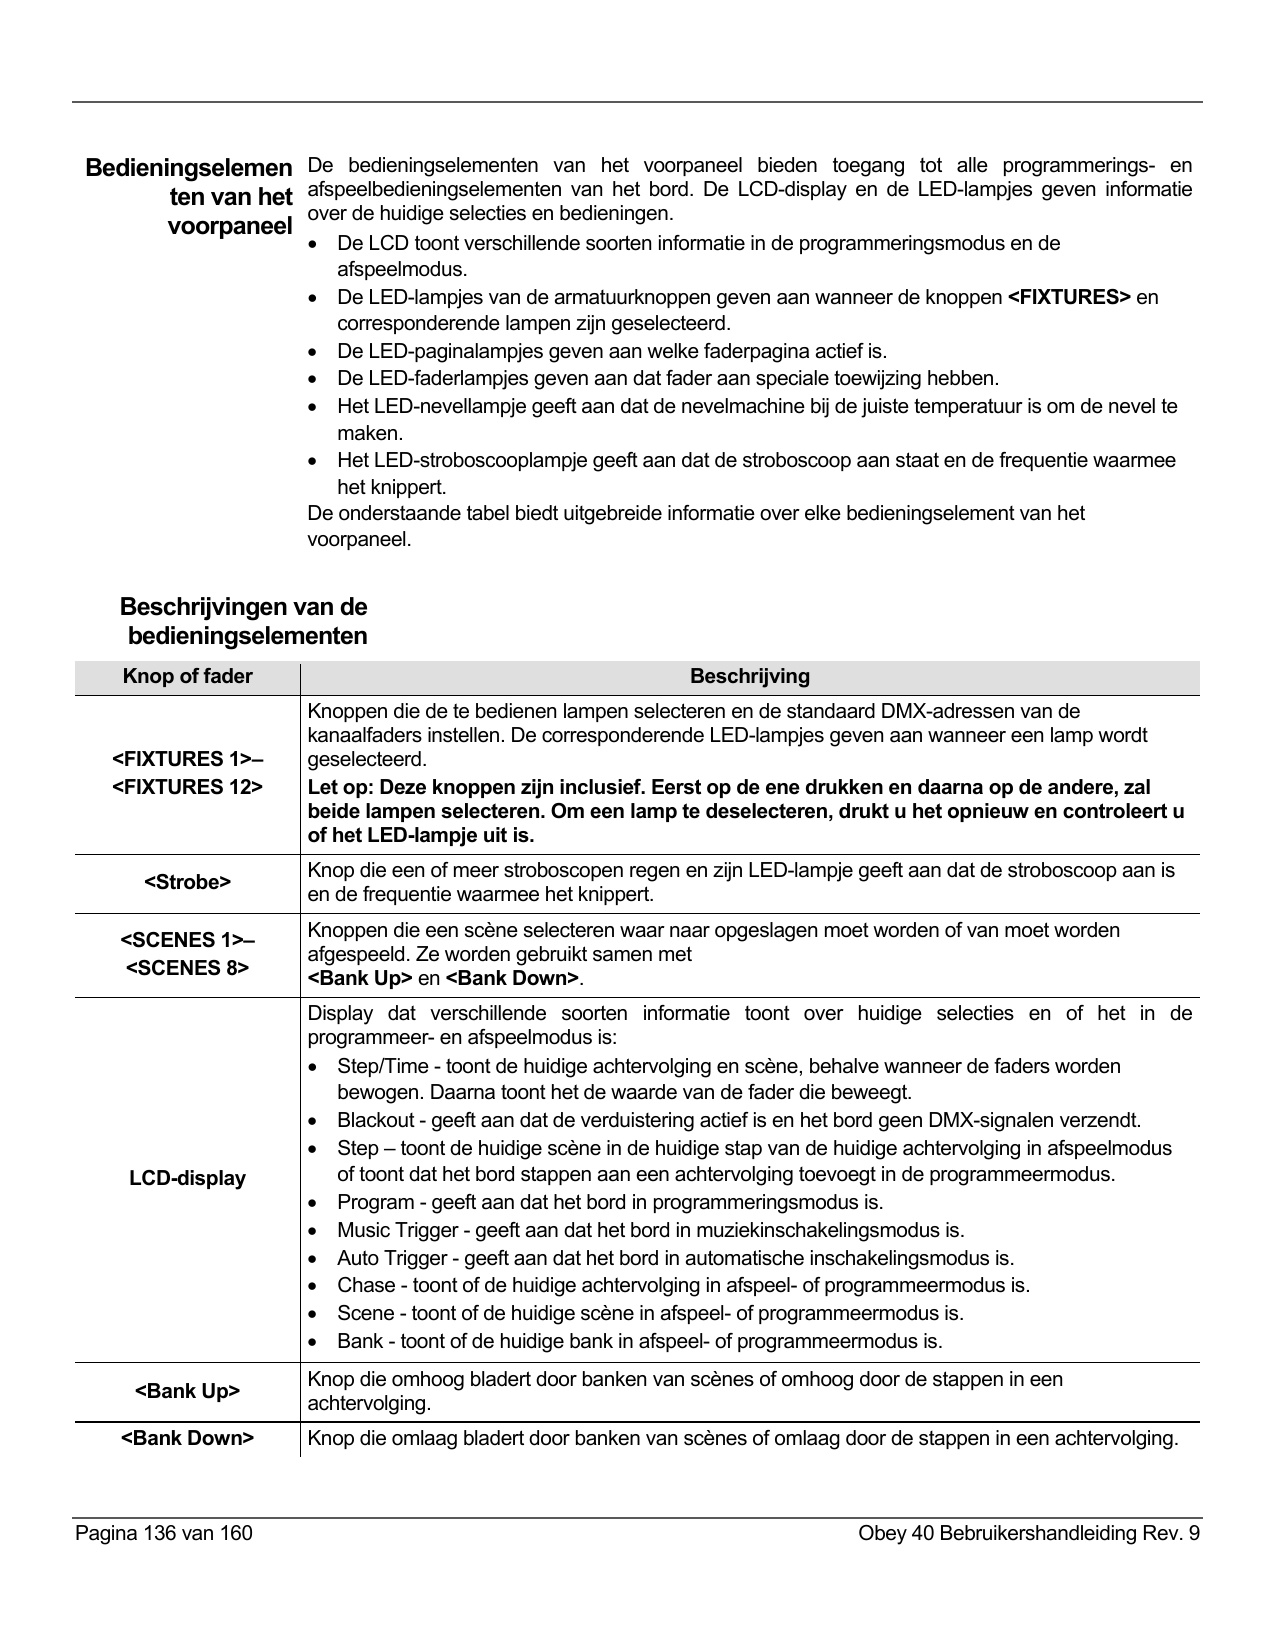 Bedieningselemen
ten van het
voorpaneel
De bedieningselementen van het voorpaneel bieden toegang tot alle programmerings- en
afspeelbedieningselementen van het bord. De LCD-display en de LED-lampjes geven informatie
over de huidige selecties en bedieningen.
• De LCD toont verschillende soorten informatie in de programmeringsmodus en de
afspeelmodus.
• De LED-lampjes van de armatuurknoppen geven aan wanneer de knoppen <FIXTURES> en
corresponderende lampen zijn geselecteerd.
• De LED-paginalampjes geven aan welke faderpagina actief is.
• De LED-faderlampjes geven aan dat fader aan speciale toewijzing hebben.
• Het LED-nevellampje geeft aan dat de nevelmachine bij de juiste temperatuur is om de nevel te
maken.
• Het LED-stroboscooplampje geeft aan dat de stroboscoop aan staat en de frequentie waarmee
het knippert.
De onderstaande tabel biedt uitgebreide informatie over elke bedieningselement van het
voorpaneel.
Beschrijvingen van de
bedieningselementen
Knop of fader
Beschrijving
<FIXTURES 1>–
<FIXTURES 12>
Knoppen die de te bedienen lampen selecteren en de standaard DMX-adressen van de
kanaalfaders instellen. De corresponderende LED-lampjes geven aan wanneer een lamp wordt
geselecteerd.
Let op: Deze knoppen zijn inclusief. Eerst op de ene drukken en daarna op de andere, zal
beide lampen selecteren. Om een lamp te deselecteren, drukt u het opnieuw en controleert u
of het LED-lampje uit is.
<Strobe>
Knop die een of meer stroboscopen regen en zijn LED-lampje geeft aan dat de stroboscoop aan is
en de frequentie waarmee het knippert.
<SCENES 1>–
<SCENES 8>
Knoppen die een scène selecteren waar naar opgeslagen moet worden of van moet worden
afgespeeld. Ze worden gebruikt samen met
<Bank Up> en <Bank Down>.
LCD-display
Display dat verschillende soorten informatie toont over huidige selecties en of het in de
programmeer- en afspeelmodus is:
• Step/Time - toont de huidige achtervolging en scène, behalve wanneer de faders worden
bewogen. Daarna toont het de waarde van de fader die beweegt.
• Blackout - geeft aan dat de verduistering actief is en het bord geen DMX-signalen verzendt.
• Step – toont de huidige scène in de huidige stap van de huidige achtervolging in afspeelmodus
of toont dat het bord stappen aan een achtervolging toevoegt in de programmeermodus.
• Program - geeft aan dat het bord in programmeringsmodus is.
• Music Trigger - geeft aan dat het bord in muziekinschakelingsmodus is.
• Auto Trigger - geeft aan dat het bord in automatische inschakelingsmodus is.
• Chase - toont of de huidige achtervolging in afspeel- of programmeermodus is.
• Scene - toont of de huidige scène in afspeel- of programmeermodus is.
• Bank - toont of de huidige bank in afspeel- of programmeermodus is.
<Bank Up>
Knop die omhoog bladert door banken van scènes of omhoog door de stappen in een
achtervolging.
<Bank Down>
Knop die omlaag bladert door banken van scènes of omlaag door de stappen in een achtervolging.
Pagina 136 van 160
Obey 40 Bebruikershandleiding Rev. 9